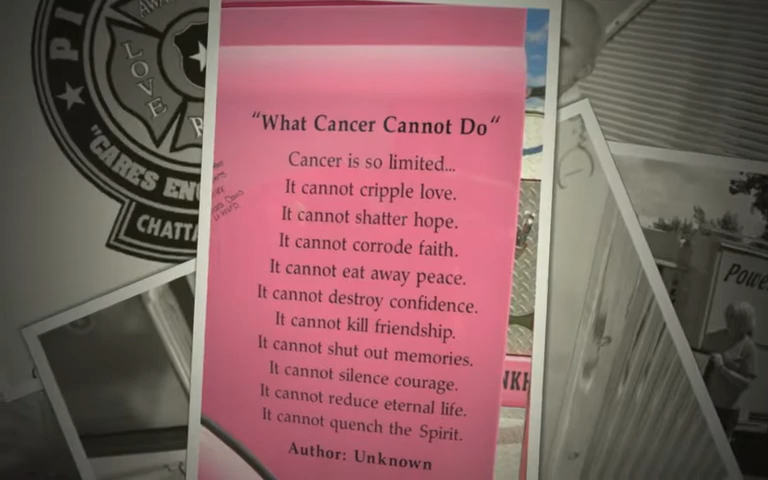 "What Cancer Cannot Do"
Cancer is so limited...
It cannot cripple love.
It cannot shatter hope.
It cannot corrode faith.
It cannot eat away peace.
It cannot destroy confidence.
It cannot kill friendship.
It cannot shut out memories.
It cannot silence courage.
It cannot reduce eternal life.
It cannot quench the Spirit.
Author: Unknown
PI
LOVE
"CARES EN
CHATTA
Powe